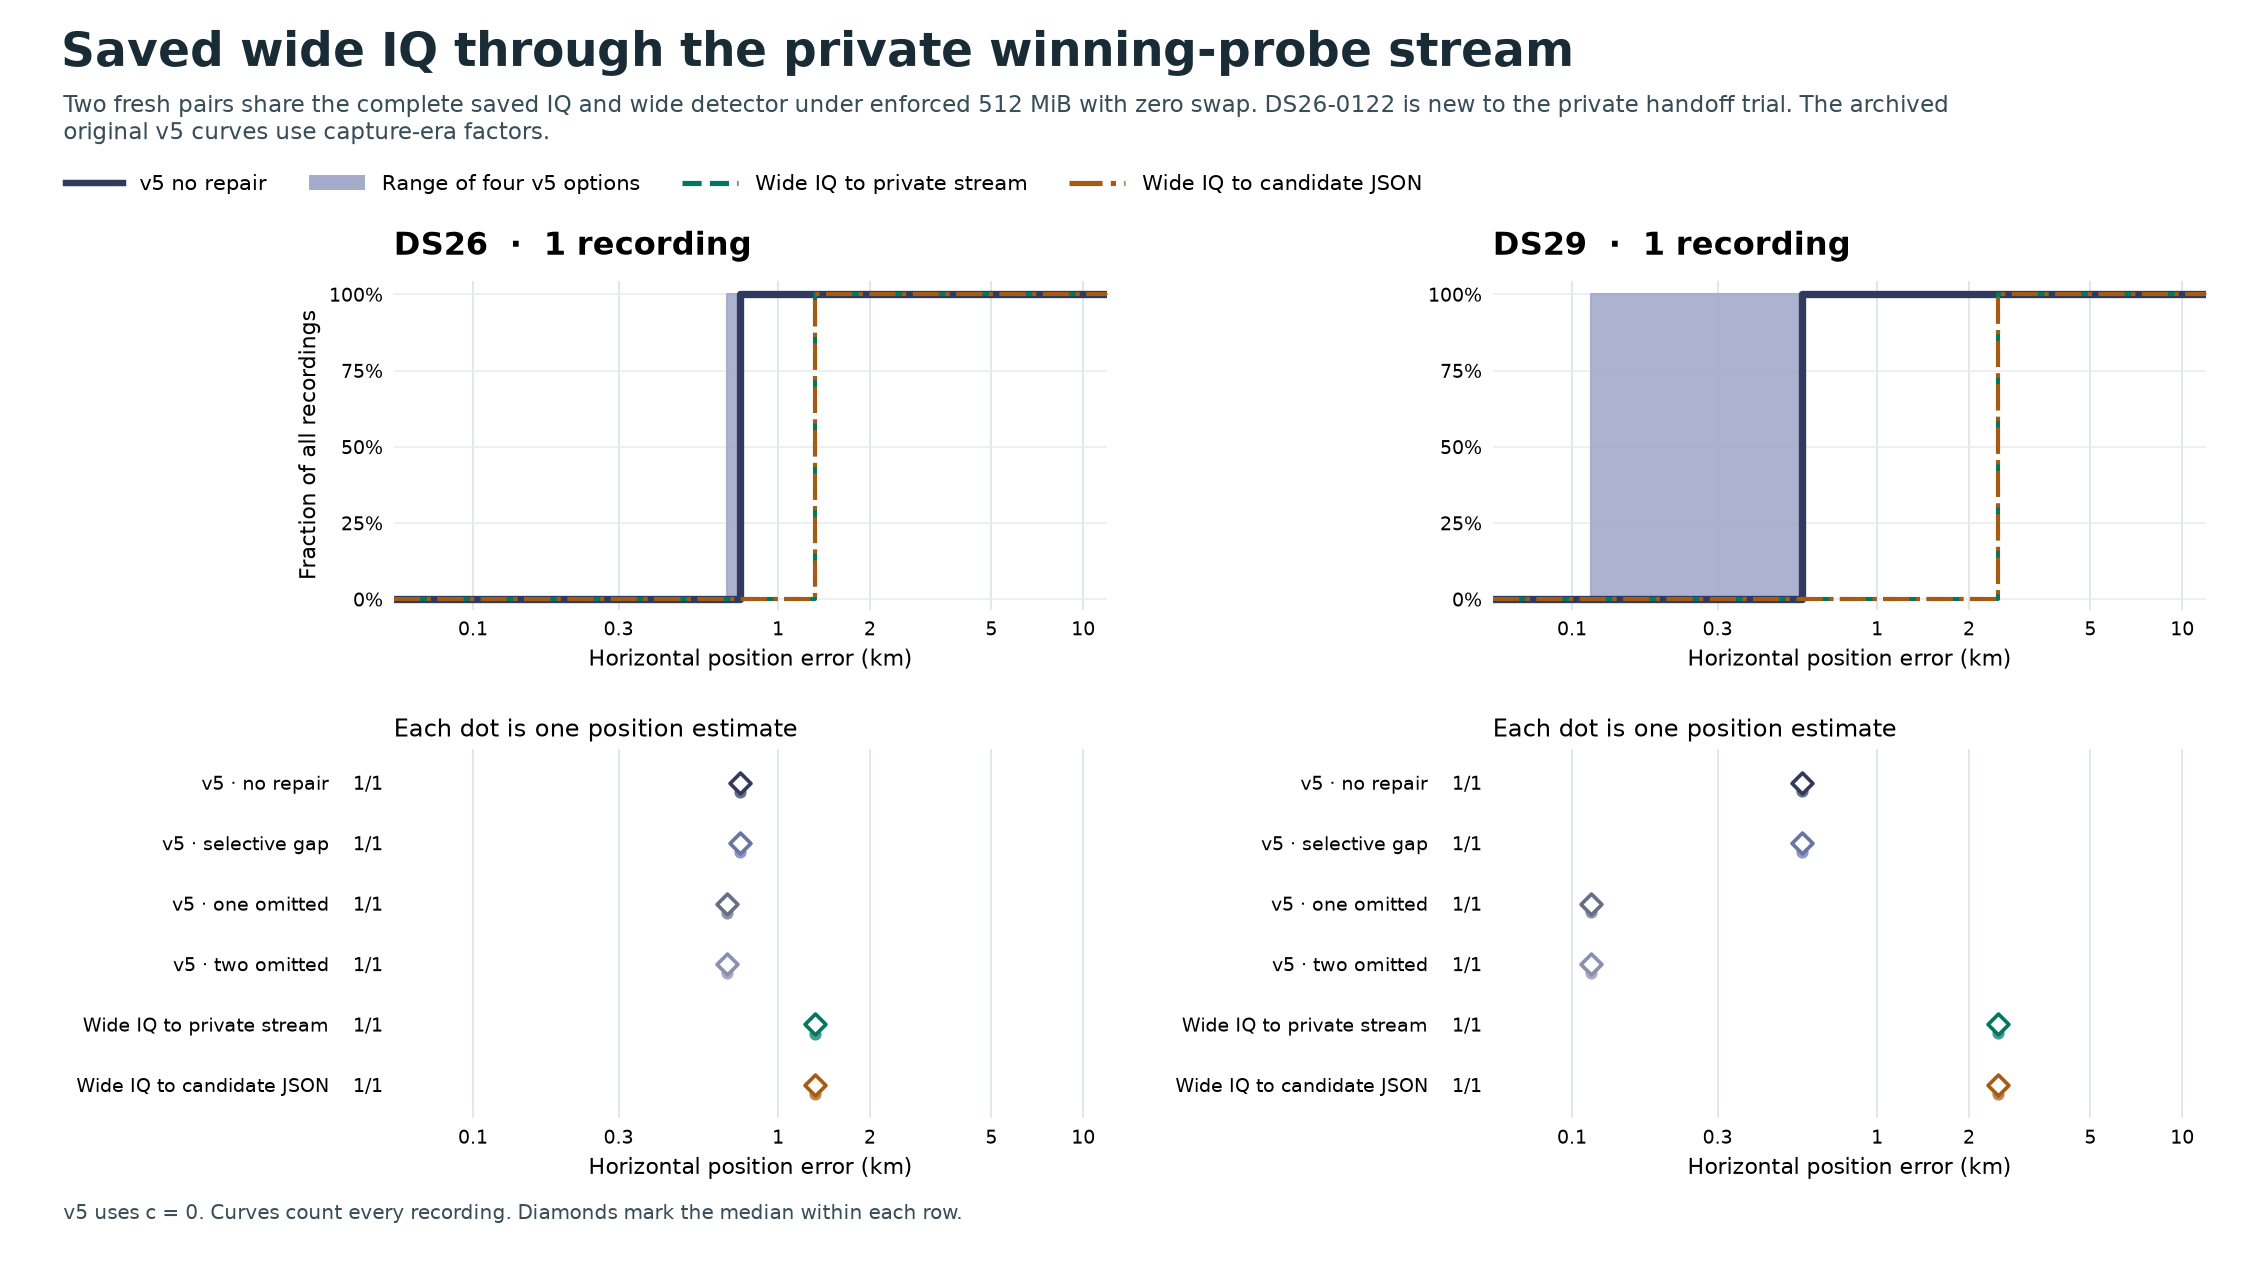 Saved wide IQ through the private winning-probe stream
Two fresh pairs share the complete saved IQ and wide detector under enforced 512 MiB with zero swap. DS26-0122 is new to the private handoff trial. The archived
original v5 curves use capture-era factors.
v5 no repair
Range of four v5 options
Wide IQ to private stream
Wide IQ to candidate JSON
DS26 · 1 recording
Fraction of all recordings
100%
75%
50%
25%
0%
0.1 0.3 1 2 5 10
Horizontal position error (km)
DS29 · 1 recording
100%
75%
50%
25%
0%
0.1 0.3 1 2 5 10
Horizontal position error (km)
Each dot is one position estimate
v5 · no repair 1/1
v5 · selective gap 1/1
v5 · one omitted 1/1
v5 · two omitted 1/1
Wide IQ to private stream 1/1
Wide IQ to candidate JSON 1/1
0.1 0.3 1 2 5 10
Horizontal position error (km)
Each dot is one position estimate
v5 · no repair 1/1
v5 · selective gap 1/1
v5 · one omitted 1/1
v5 · two omitted 1/1
Wide IQ to private stream 1/1
Wide IQ to candidate JSON 1/1
0.1 0.3 1 2 5 10
Horizontal position error (km)
v5 uses c = 0. Curves count every recording. Diamonds mark the median within each row.